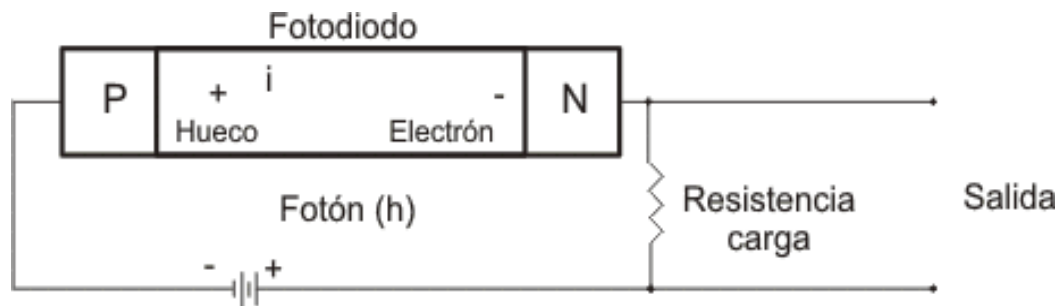 Fotodiodo
P + i - N
Hueco Electrón
Fotón (h)
Resistencia
carga
Salida
- +